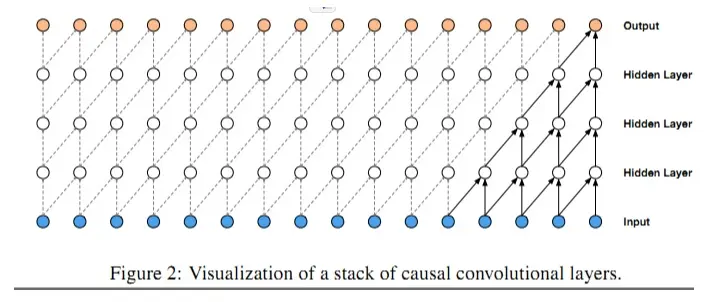 Output
Hidden Layer
Hidden Layer
Hidden Layer
Input
Figure 2: Visualization of a stack of causal convolutional layers.